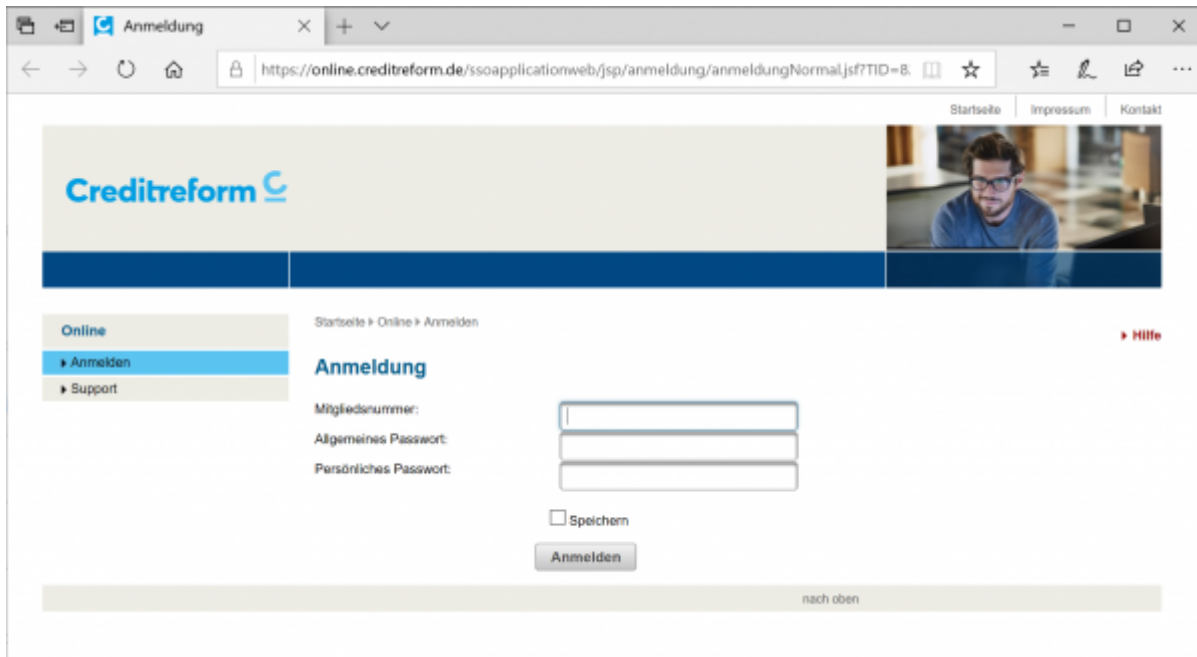 Anmeldung
https://online.creditreform.de/ssoapplicationweb/jsp/anmeldung/anmeldungNormal.jsf?TID=8.
Startseite Impressum Kontakt
Creditreform C
Online
Anmelden
Support
Startseite Online Anmelden
Hilfe
Anmeldung
Mitgliedsnummer:
Allgemeines Passwort:
Persönliches Passwort:
Speichern
Anmelden
nach oben